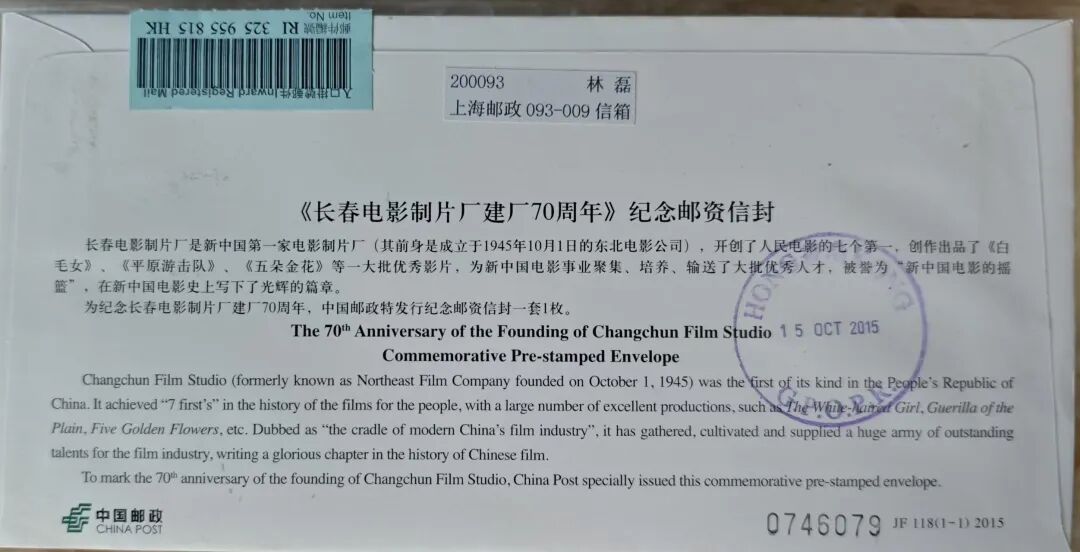 Item No.
邮件編號
RI 325 955 815 HK
入口掛號郵件 Inward Registered Mail
200093 林磊
上海邮政 093-009 信箱
《长春电影制片厂建厂70周年》纪念邮资信封
长春电影制片厂是新中国第一家电影制片厂（其前身是成立于1945年10月1日的东北电影公司），开创了人民电影的七个第一，创作出品了《白
毛女》、《平原游击队》、《五朵金花》等一大批优秀影片，为新中国电影事业聚集、培养、输送了大批优秀人才，被誉为“新中国电影的摇
篮”，在新中国电影史上写下了光辉的篇章。
为纪念长春电影制片厂建厂70周年，中国邮政特发行纪念邮资信封一套1枚。
The 70th Anniversary of the Founding of Changchun Film Studio
Commemorative Pre-stamped Envelope
Changchun Film Studio (formerly known as Northeast Film Company founded on October 1, 1945) was the first of its kind in the People's Republic of
China. It achieved “7 first's” in the history of the films for the people, with a large number of excellent productions, such as The White-haired Girl, Guerilla of the
Plain, Five Golden Flowers, etc. Dubbed as “the cradle of modern China's film industry”, it has gathered, cultivated and supplied a huge army of outstanding
talents for the film industry, writing a glorious chapter in the history of Chinese film.
To mark the 70th anniversary of the founding of Changchun Film Studio, China Post specially issued this commemorative pre-stamped envelope.
HONG KONG
15 OCT 2015
G.P.O.
中国邮政
CHINA POST
0746079 JF 118(1-1) 2015